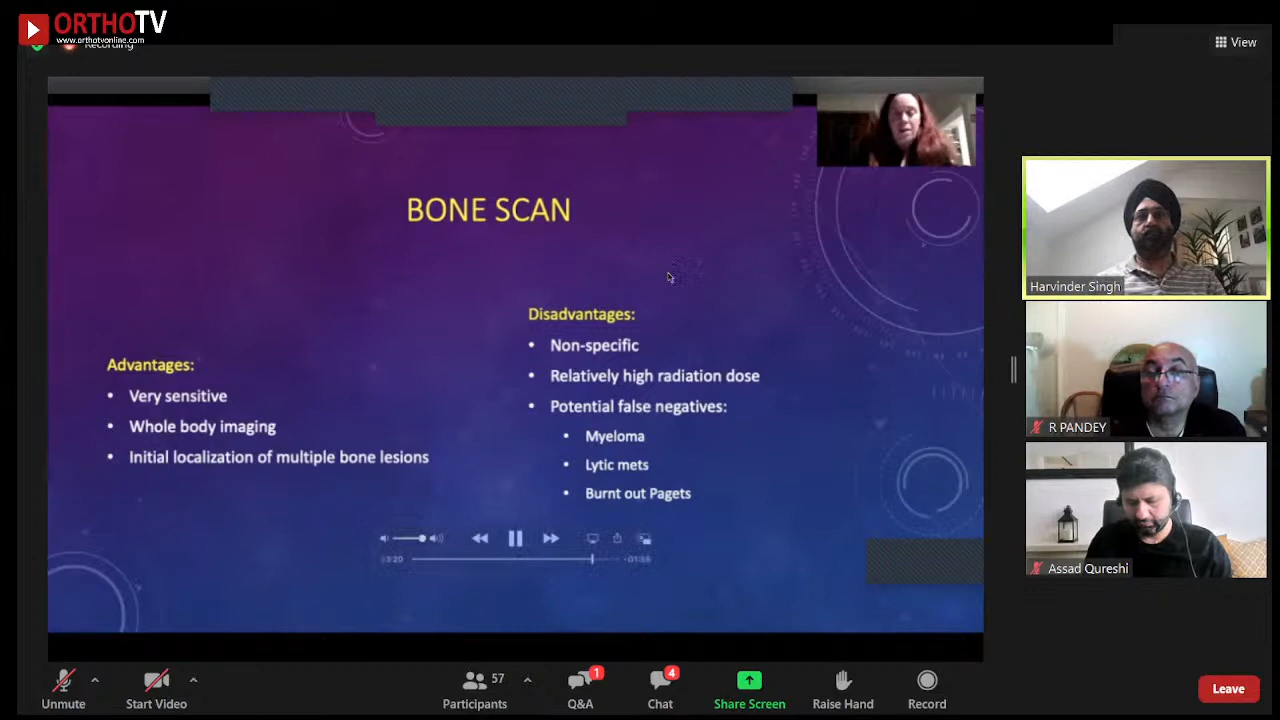 ORTHOTV
www.orthotvonline.com
Recording
View
BONE SCAN
Advantages:
• Very sensitive
• Whole body imaging
• Initial localization of multiple bone lesions
Disadvantages:
• Non-specific
• Relatively high radiation dose
• Potential false negatives:
• Myeloma
• Lytic mets
• Burnt out Pagets
Harvinder Singh
R PANDEY
Assad Qureshi
Unmute
Start Video
57
Participants
1
Q&A
4
Chat
Share Screen
Raise Hand
Record
Leave